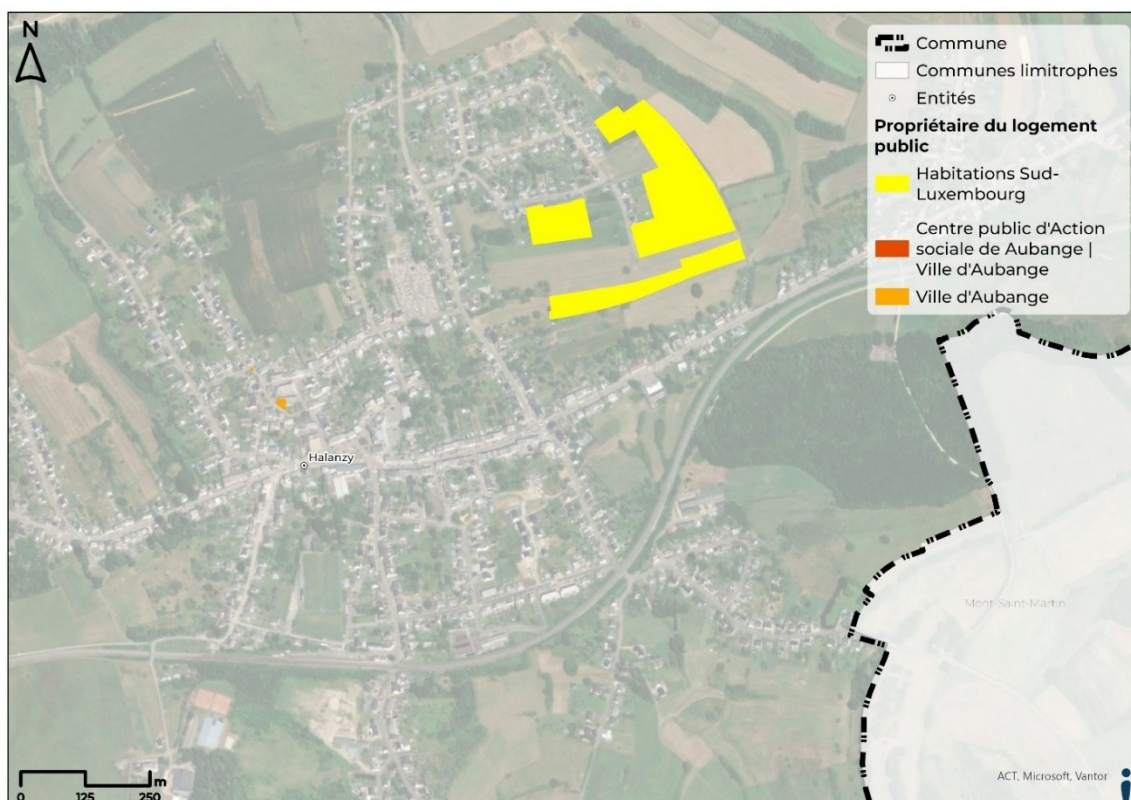 N
Commune
Communes limitrophes
Entités
Propriétaire du logement
public
Habitations Sud-
Luxembourg
Centre public d'Action
sociale de Aubange |
Ville d'Aubange
Ville d'Aubange
Halanzy
Mont-Saint-Martin
m
0 125 250
ACT, Microsoft, Vantor